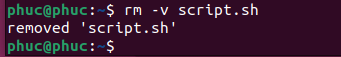 phuc@phuc:~$ rm -v script.sh
removed 'script.sh'
phuc@phuc:~$